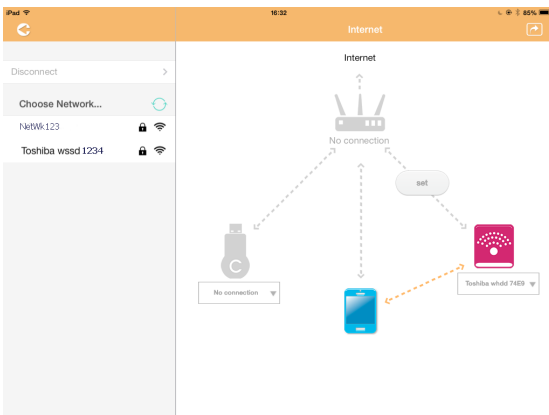 iPad
16:32
85%
Internet
Disconnect
Choose Network...
NetWk123
Toshiba wssd 1234
Internet
No connection
set
C
No connection
Toshiba whdd 74E9